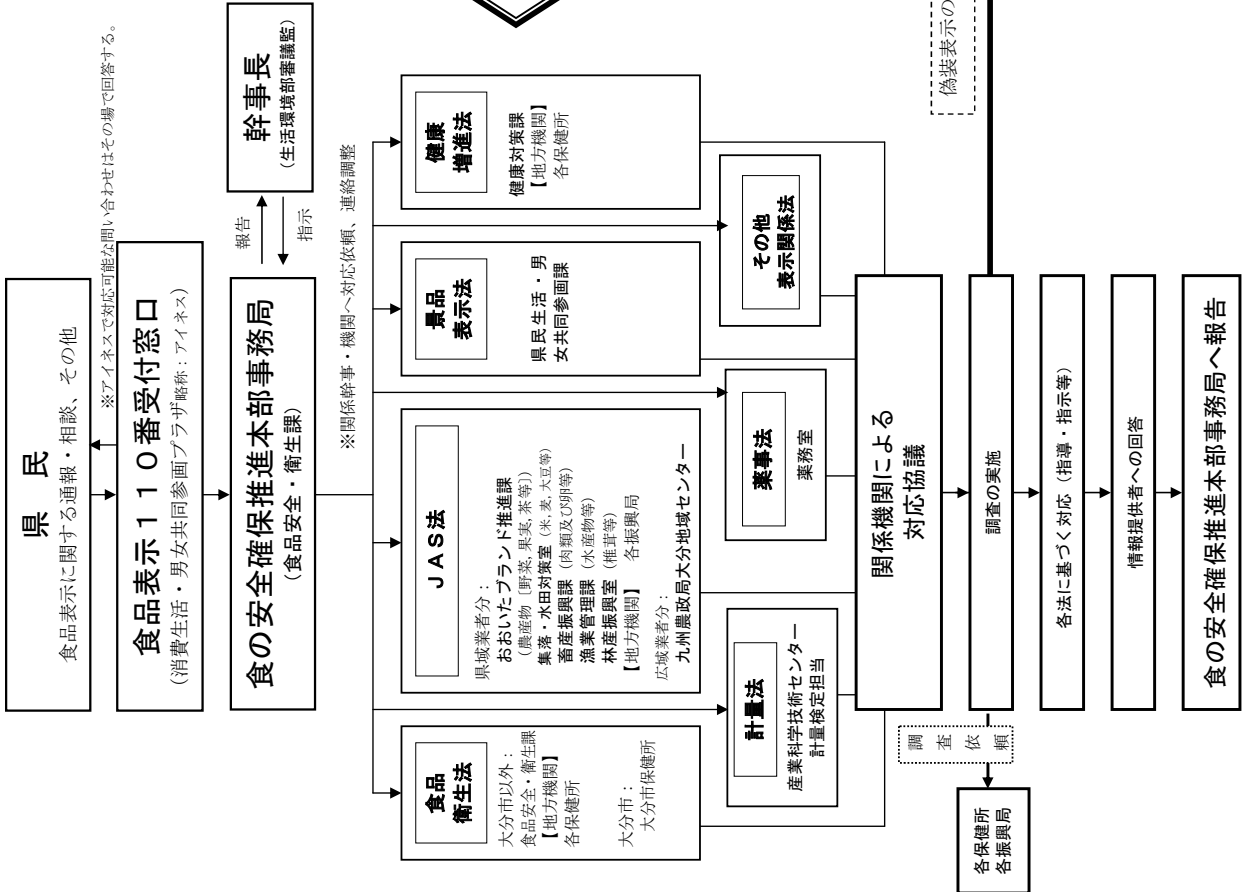 県　民
食品表示に関する通報・相談、その他
※アイネスで対応可能な問い合わせはその場で回答する。
食品表示１１０番受付窓口
(消費生活・男女共同参画プラザ略称：アイネス)
食の安全確保推進本部事務局
(食品安全・衛生課)
報告
指示
幹事長
(生活環境部審議監)
※関係幹事・機関へ対応依頼、連絡調整
食品
衛生法
大分市以外：
食品安全・衛生課
【地方機関】
各保健所
大分市：
大分市保健所
ＪＡＳ法
県域業者分：
おおいたブランド推進課
(農産物［野菜,果実,茶等］)
集落・水田対策室（米,麦,大豆等）
畜産振興課（肉類及び卵等）
漁業管理課（水産物等）
林産振興室（椎茸等）
【地方機関】　各振興局
広域業者分：
九州農政局大分地域センター
景品
表示法
県民生活・男
女共同参画課
健康
増進法
健康対策課
【地方機関】
各保健所
計量法
産業科学技術センター
計量検定担当
薬事法
薬務室
その他
表示関係法
関係機関による
対応協議
調査の実施
調査依頼
各保健所
各振興局
偽装表示の
各法に基づく対応（指導・指示等）
情報提供者への回答
食の安全確保推進本部事務局へ報告